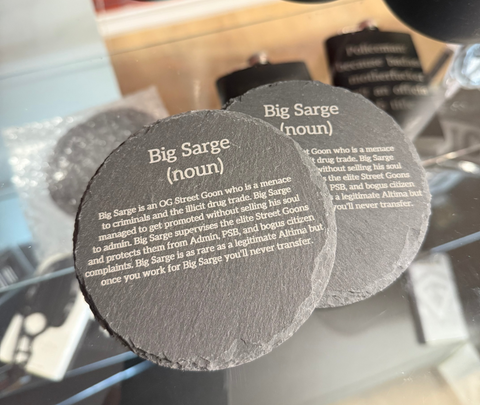 Big Sarge
(noun)
Big Sarge is an OG Street Goon who is a menace
to criminals and the illicit drug trade. Big Sarge
managed to get promoted without selling his soul
to admin. Big Sarge supervises the elite Street Goons
and protects them from Admin, PSB, and bogus citizen
complaints. Big Sarge is as rare as a legitimate Altima but
once you work for Big Sarge you'll never transfer.
Big Sarge
(noun)
Goon who is a menace
drug trade. Big Sarge
without selling his soul
the elite Street Goons
PSB, and bogus citizen
as a legitimate Altima but
you'll never transfer.
Policeman
because